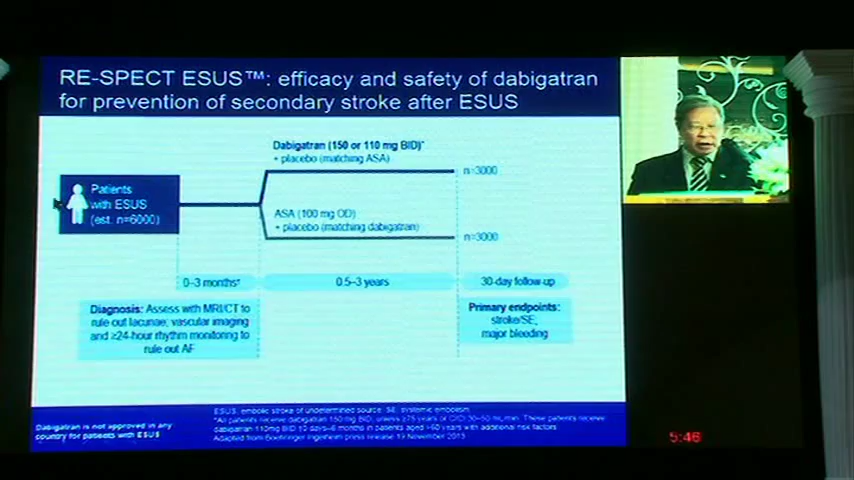 RE-SPECT ESUS™: efficacy and safety of dabigatran
for prevention of secondary stroke after ESUS
Dabigatran (150 or 110 mg BID)*
+ placebo (matching ASA)
n=3000
Patients
with ESUS
(est. n=6000)
ASA (100 mg OD)
+ placebo (matching dabigatran)
n=3000
0–3 months†
0.5–3 years
30-day follow-up
Diagnosis: Assess with MRI/CT to
rule out lacunae, vascular imaging
and ≥24-hour rhythm monitoring to
rule out AF
Primary endpoints:
stroke/SE;
major bleeding
Dabigatran is not approved in any
country for patients with ESUS
ESUS, embolic stroke of undetermined source; SE, systemic embolism
*All patients receive dabigatran 150 mg BID, unless ≥75 years or 30–50 mL/min. These patients receive
dabigatran 110mg BID 10 days–6 months in patients aged >60 years with additional risk factors
Adapted from Boehringer Ingelheim press release 19 November 2013
5:46